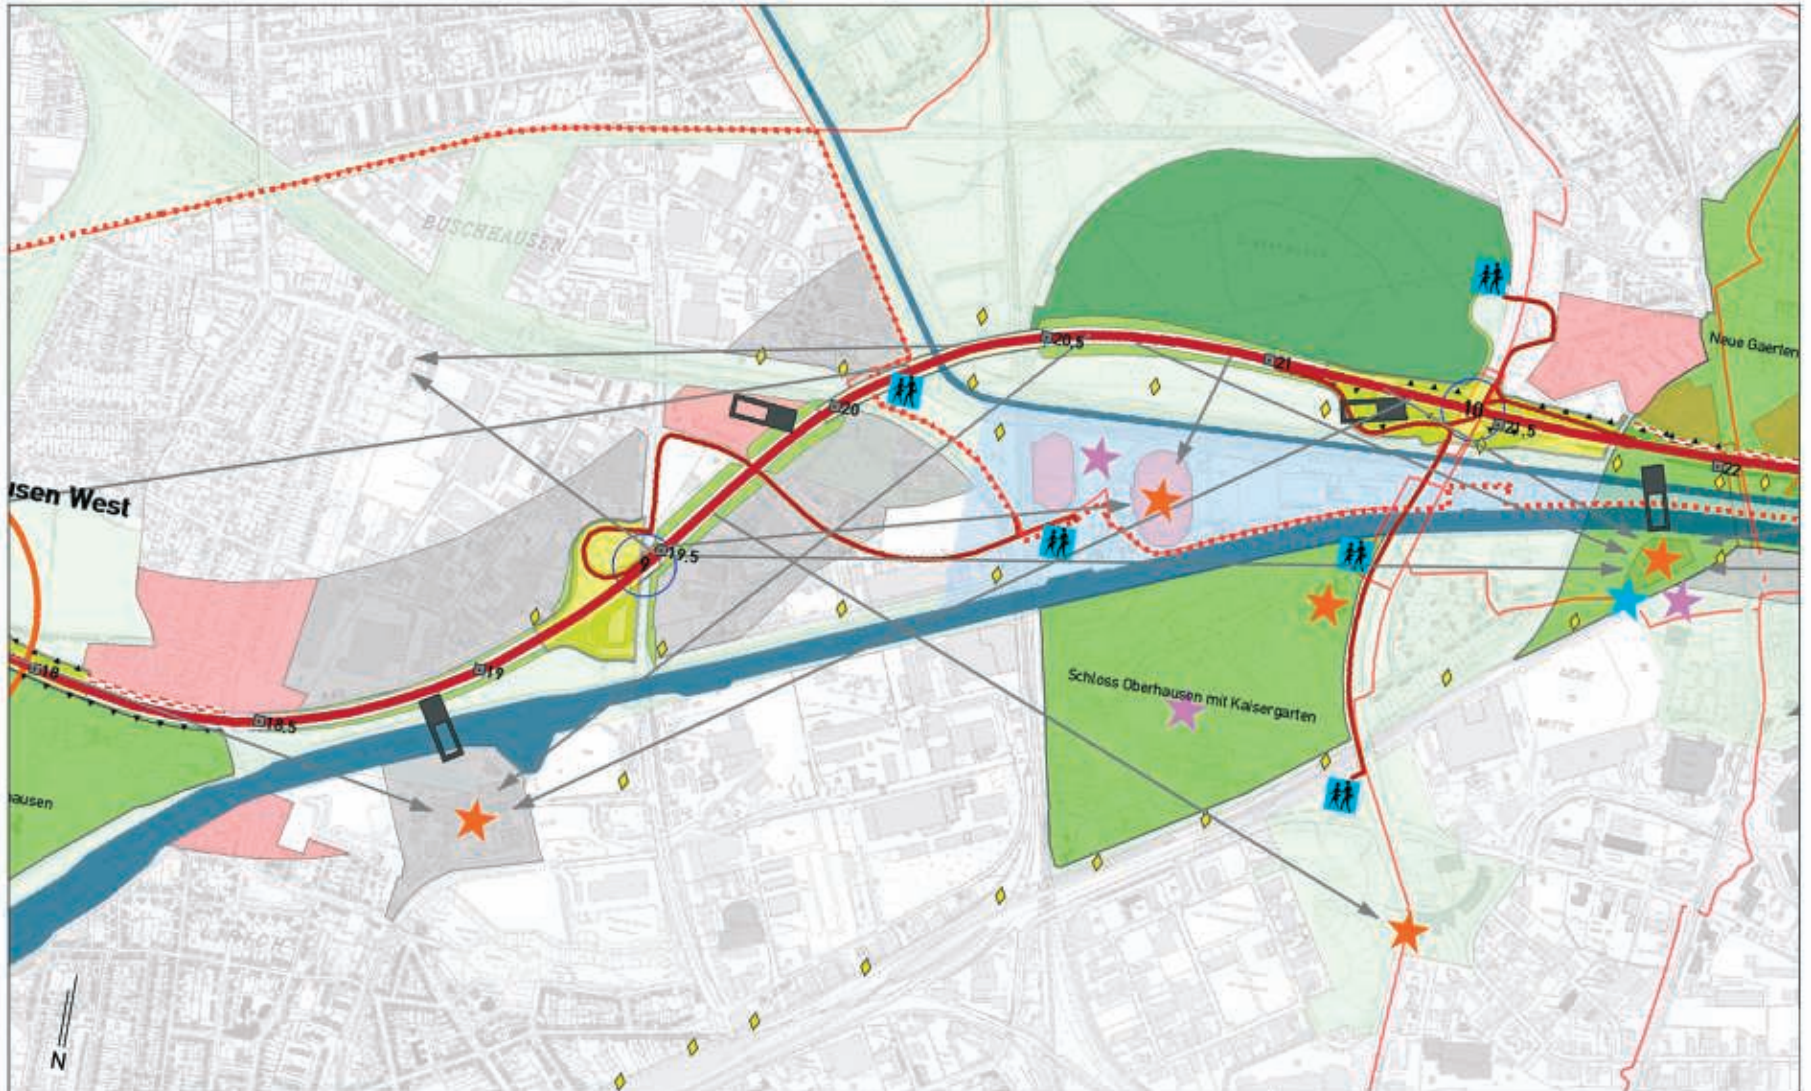 BUSCHHAUSEN
20,5
21
Neue Gaerten
20
10
21,5
22
usen West
9
19,5
18
19
18,5
Schloss Oberhausen mit Kaisergarten
hausen
N